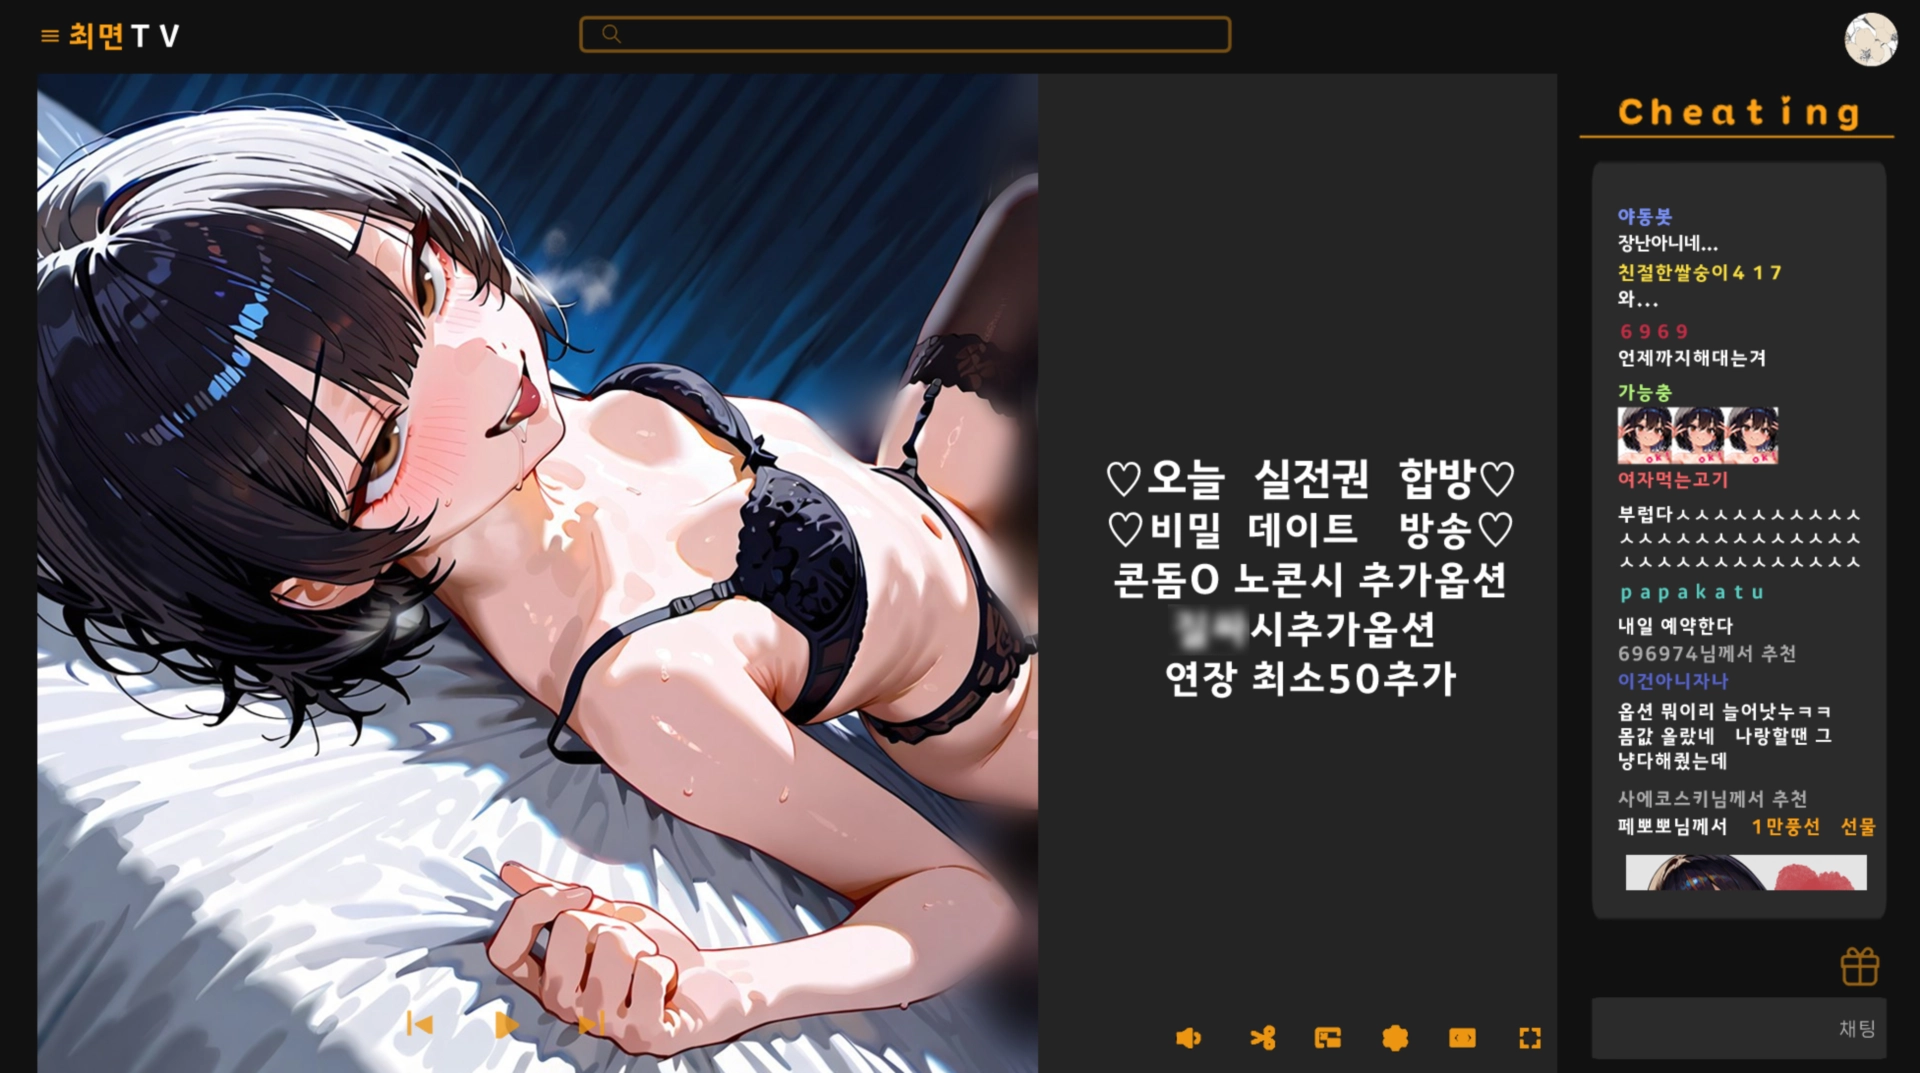 최면TV
♡오늘 실전권 합방♡
♡비밀 데이트 방송♡
콘돔O 노콘시 추가옵션
시추가옵션
연장 최소50추가
Cheating
야동봇
장난아니네...
친절한쌀숭이417
와...
6969
언제까지해대는겨
가능충
여자먹는고기
부럽다ㅅㅅㅅㅅㅅㅅㅅㅅㅅㅅ
ㅅㅅㅅㅅㅅㅅㅅㅅㅅㅅㅅㅅㅅ
ㅅㅅㅅㅅㅅㅅㅅㅅㅅㅅㅅㅅㅅ
papakatu
내일 예약한다
696974님께서 추천
이건아니자나
옵션 뭐이리 늘어낫누ㅋㅋ
몸값 올랐네 나랑할땐 그
냥다해줬는데
사에코스키님께서 추천
페뽀뽀님께서 1만풍선 선물
채팅